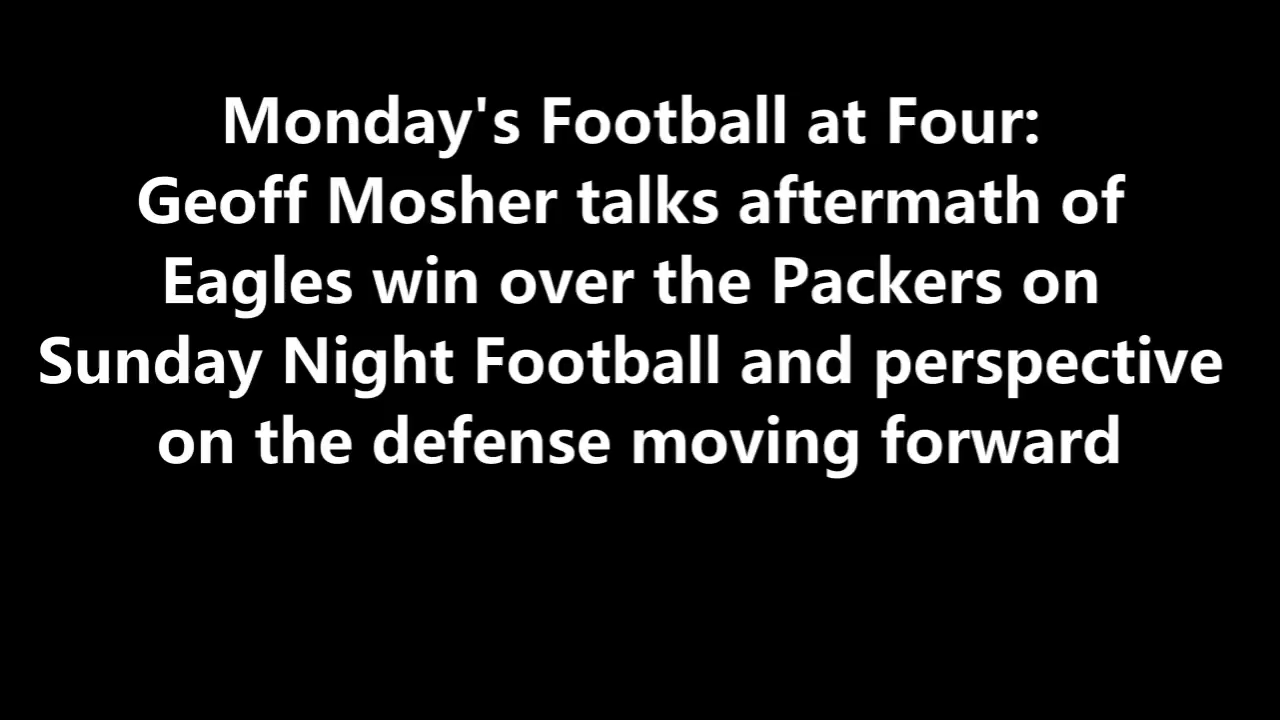 Monday's Football at Four:
Geoff Mosher talks aftermath of
Eagles win over the Packers on
Sunday Night Football and perspective
on the defense moving forward